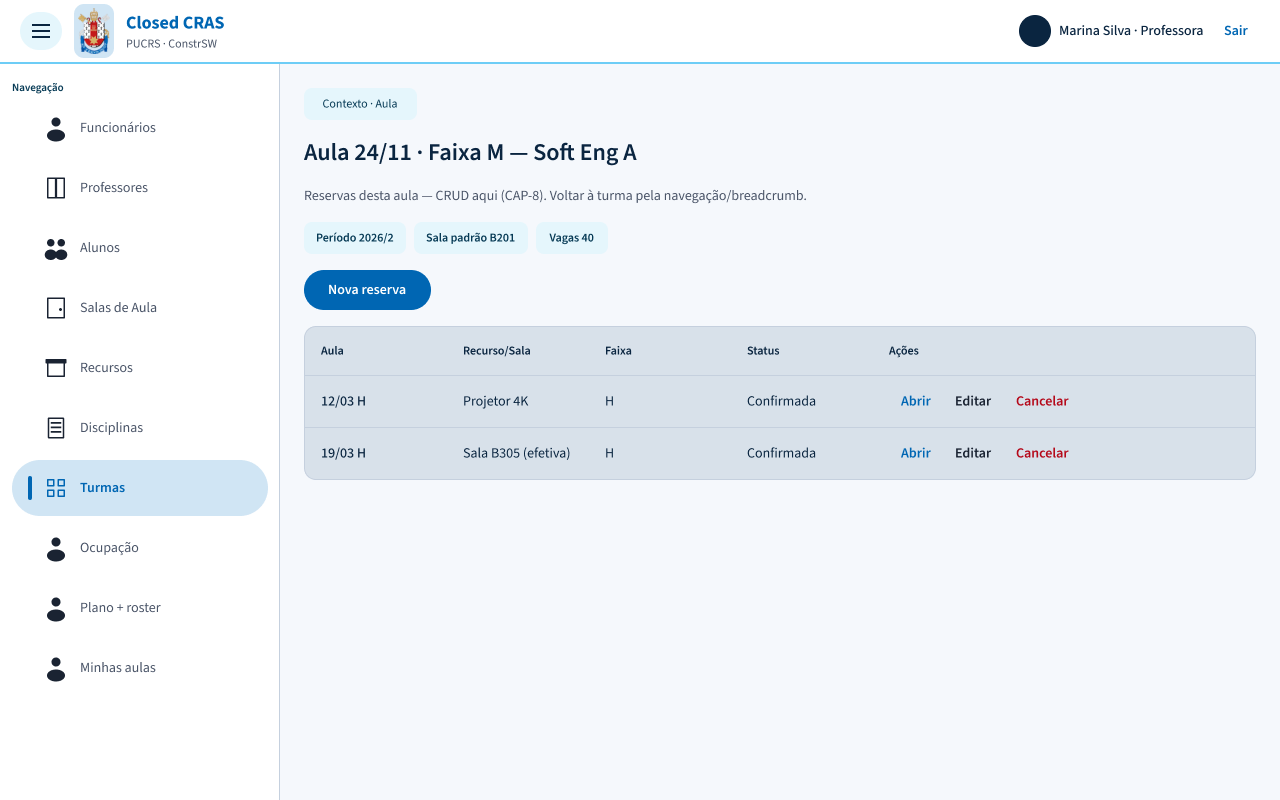 Closed CRAS
PUCRS · ConstrSW
Marina Silva · Professora
Sair
Navegação
Funcionários
Professores
Alunos
Salas de Aula
Recursos
Disciplinas
Turmas
Ocupação
Plano + roster
Minhas aulas
Contexto · Aula
Aula 24/11 · Faixa M — Soft Eng A
Reservas desta aula — CRUD aqui (CAP-8). Voltar à turma pela navegação/breadcrumb.
Período 2026/2
Sala padrão B201
Vagas 40
Nova reserva
Aula Recurso/Sala Faixa Status Ações
12/03 H Projetor 4K H Confirmada Abrir Editar Cancelar
19/03 H Sala B305 (efetiva) H Confirmada Abrir Editar Cancelar